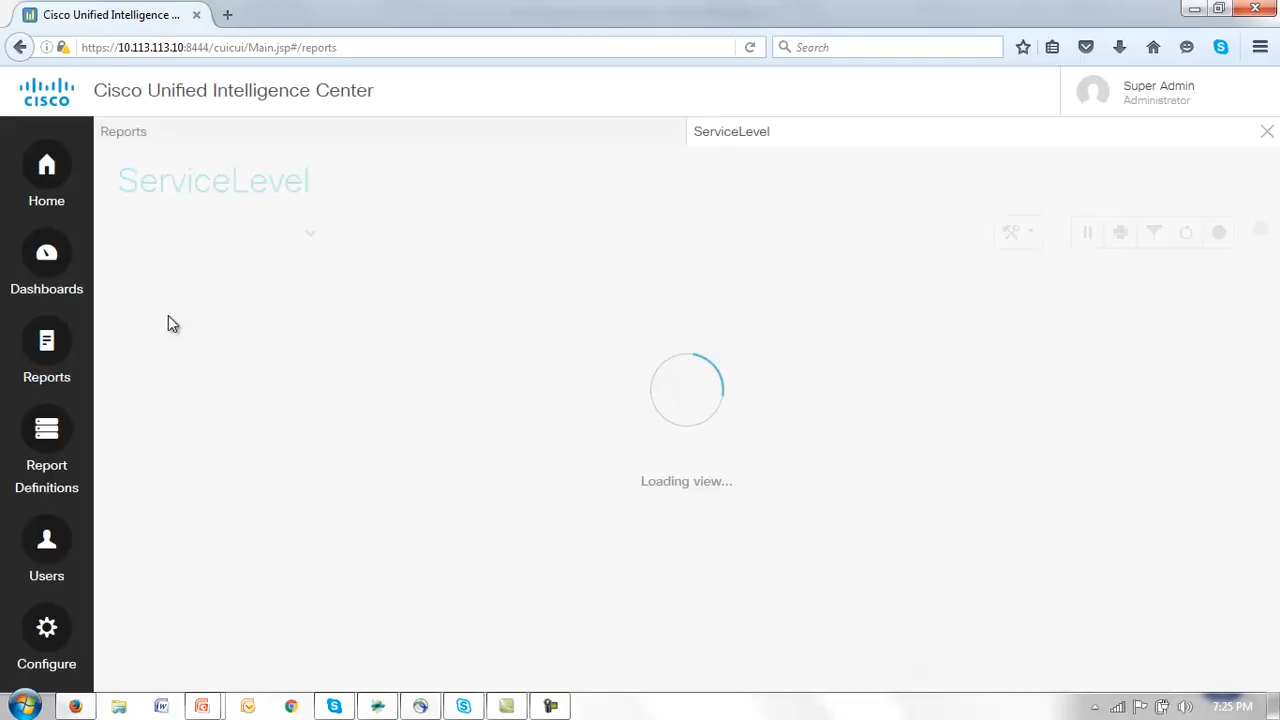 Cisco Unified Intelligence ...
https://10.113.113.10:8444/cuicui/Main.jsp#/reports
Search
CISCO
Cisco Unified Intelligence Center
Super Admin
Administrator
Reports
ServiceLevel
ServiceLevel
Home
Dashboards
Reports
Report
Definitions
Users
Configure
Loading view...
7:25 PM